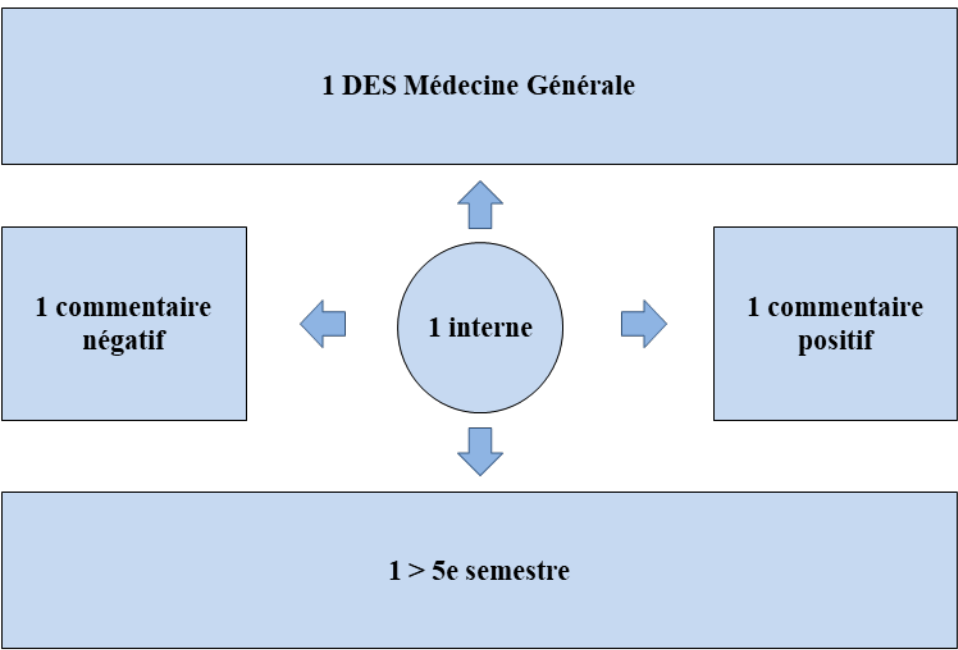 1 DES Médecine Générale
1 commentaire
négatif
1 interne
1 commentaire
positif
1 > 5e semestre